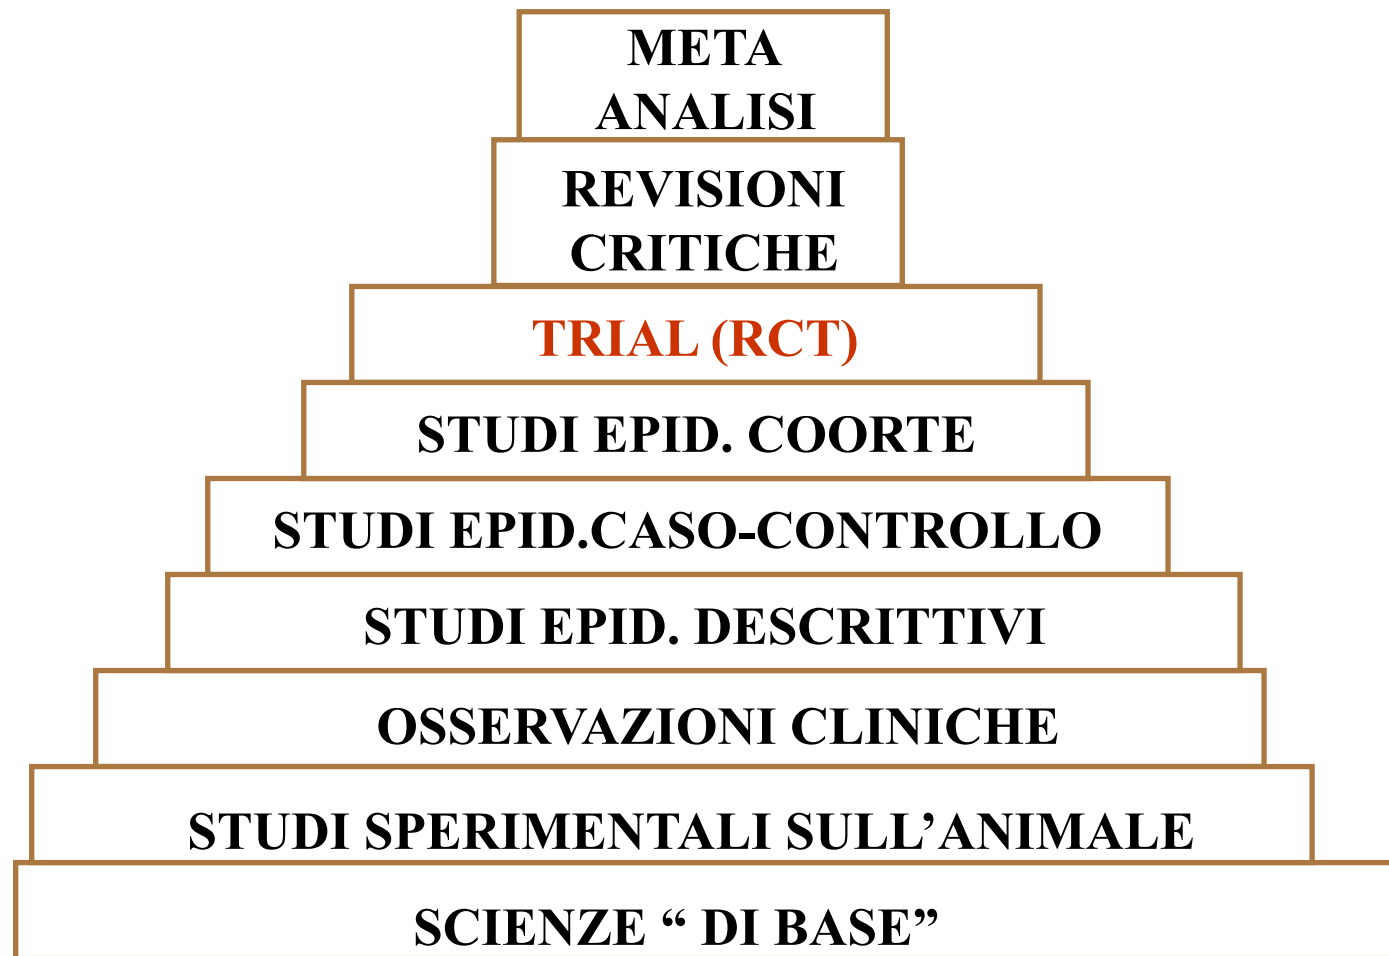 META
ANALISI
REVISIONI
CRITICHE
TRIAL (RCT)
STUDI EPID. COORTE
STUDI EPID.CASO-CONTROLLO
STUDI EPID. DESCRITTIVI
OSSERVAZIONI CLINICHE
STUDI SPERIMENTALI SULL’ANIMALE
SCIENZE “ DI BASE”